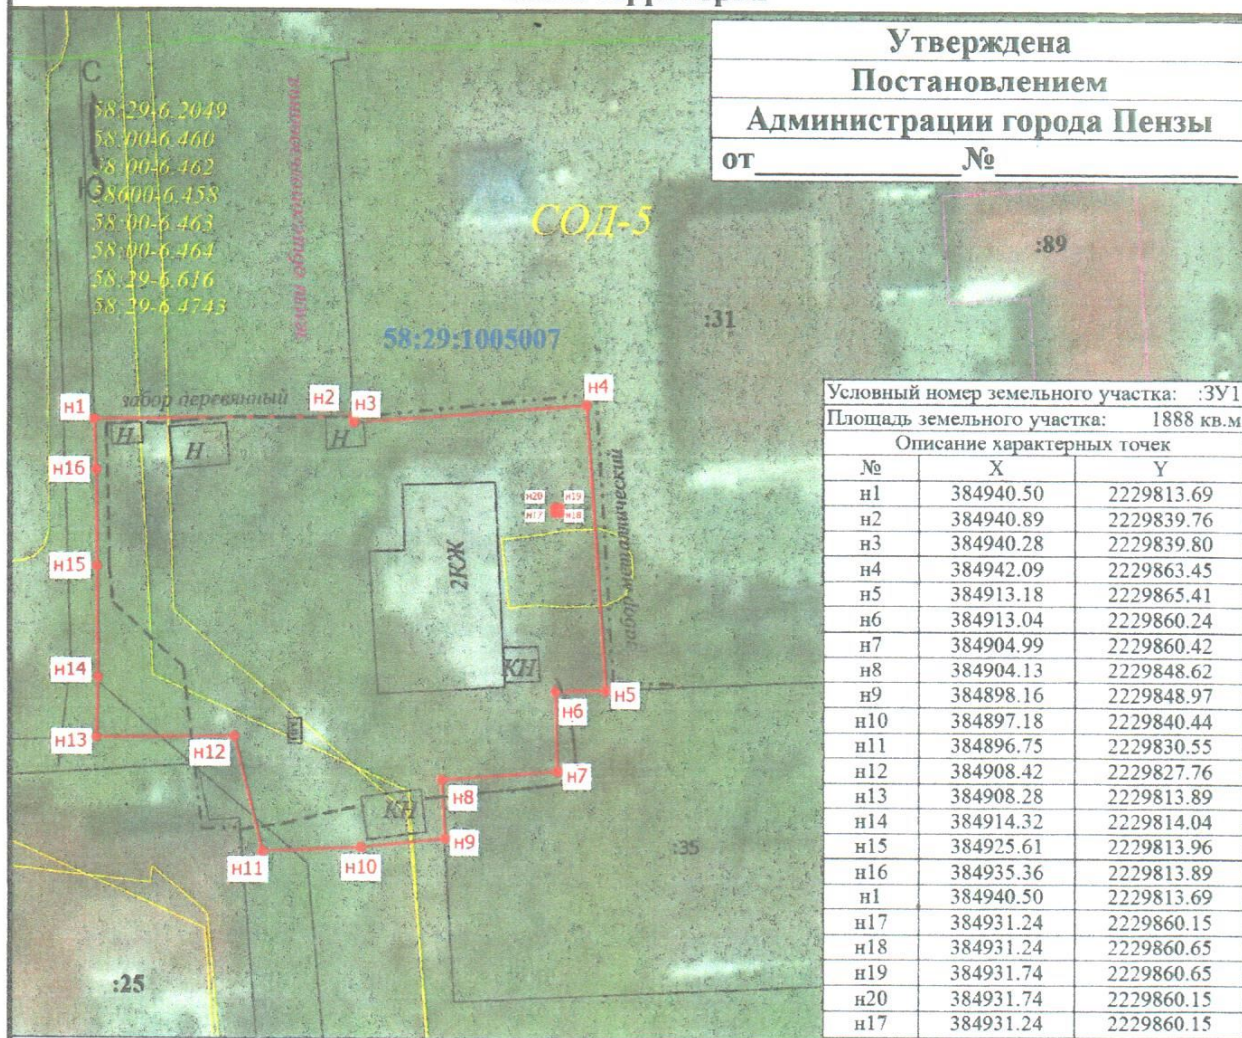 Утверждена
Постановлением
Администрации города Пензы
от____________№______________
С
58:29-6.2049
58:00-6.460
58:00-6.462
Ю
58600-6.458
58:00-6.463
58:00-6.464
58:29-6.616
58:29-6.4743
земли общего пользования
СОД-5
58:29:1005007
:31
:89
забор деревянный
н1
н2
н3
н4
Н
Н
Н
н16
н20
н19
н17
н18
забор металлический
2КЖ
н15
КН
н14
н5
н6
н13
н12
н7
н8
КН
н9
н11
н10
:35
:25
Условный номер земельного участка: :ЗУ1
Площадь земельного участка: 1888 кв.м
Описание характерных точек
№ X Y
н1 384940.50 2229813.69
н2 384940.89 2229839.76
н3 384940.28 2229839.80
н4 384942.09 2229863.45
н5 384913.18 2229865.41
н6 384913.04 2229860.24
н7 384904.99 2229860.42
н8 384904.13 2229848.62
н9 384898.16 2229848.97
н10 384897.18 2229840.44
н11 384896.75 2229830.55
н12 384908.42 2229827.76
н13 384908.28 2229813.89
н14 384914.32 2229814.04
н15 384925.61 2229813.96
н16 384935.36 2229813.89
н1 384940.50 2229813.69
н17 384931.24 2229860.15
н18 384931.24 2229860.65
н19 384931.74 2229860.65
н20 384931.74 2229860.15
н17 384931.24 2229860.15